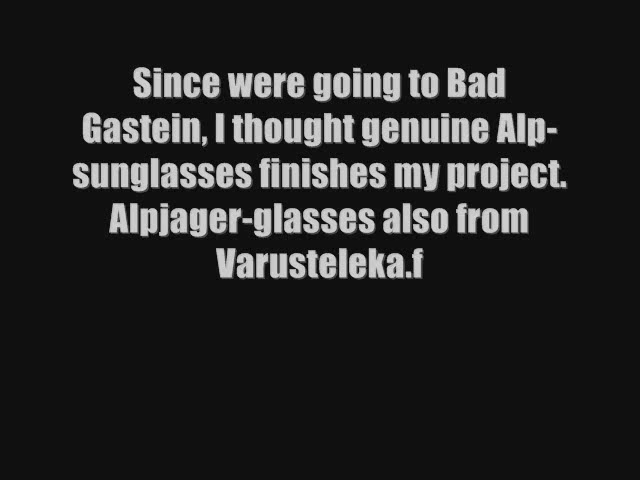 Since were going to Bad
Gastein, I thought genuine Alp-
sunglasses finishes my project.
Alpjager-glasses also from
Varusteleka.f